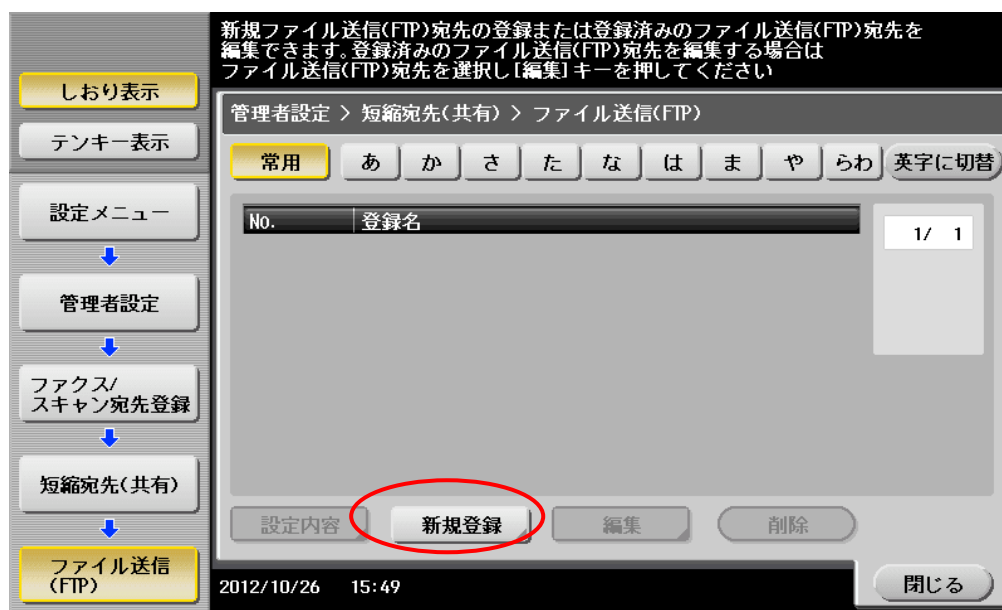 新規ファイル送信(FTP)宛先の登録または登録済みのファイル送信(FTP)宛先を
編集できます。登録済みのファイル送信(FTP)宛先を編集する場合は
ファイル送信(FTP)宛先を選択し[編集]キーを押してください
しおり表示
テンキー表示
設定メニュー
管理者設定
ファクス/
スキャン宛先登録
短縮宛先(共有)
ファイル送信
(FTP)
管理者設定 > 短縮宛先(共有) > ファイル送信(FTP)
常用 あ か さ た な は ま や らわ 英字に切替
No. 登録名
1/ 1
設定内容 新規登録 編集 削除
2012/10/26 15:49
閉じる